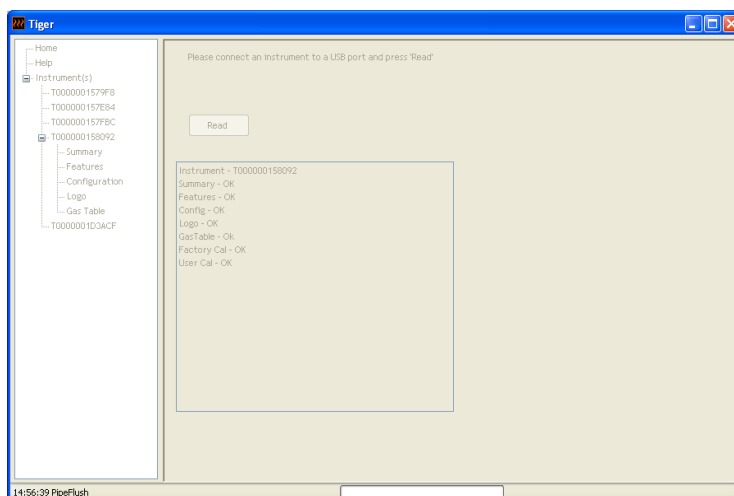 Tiger
Home
Help
Instrument(s)
T0000001579F8
T000000157E84
T000000157FBC
T000000158092
Summary
Features
Configuration
Logo
Gas Table
T0000001D3ACF
Please connect an instrument to a USB port and press 'Read'
Read
Instrument - T000000158092
Summary - OK
Features - OK
Config - OK
Logo - OK
GasTable - Ok
Factory Cal - OK
User Cal - OK
14:56:39 PipeFlush